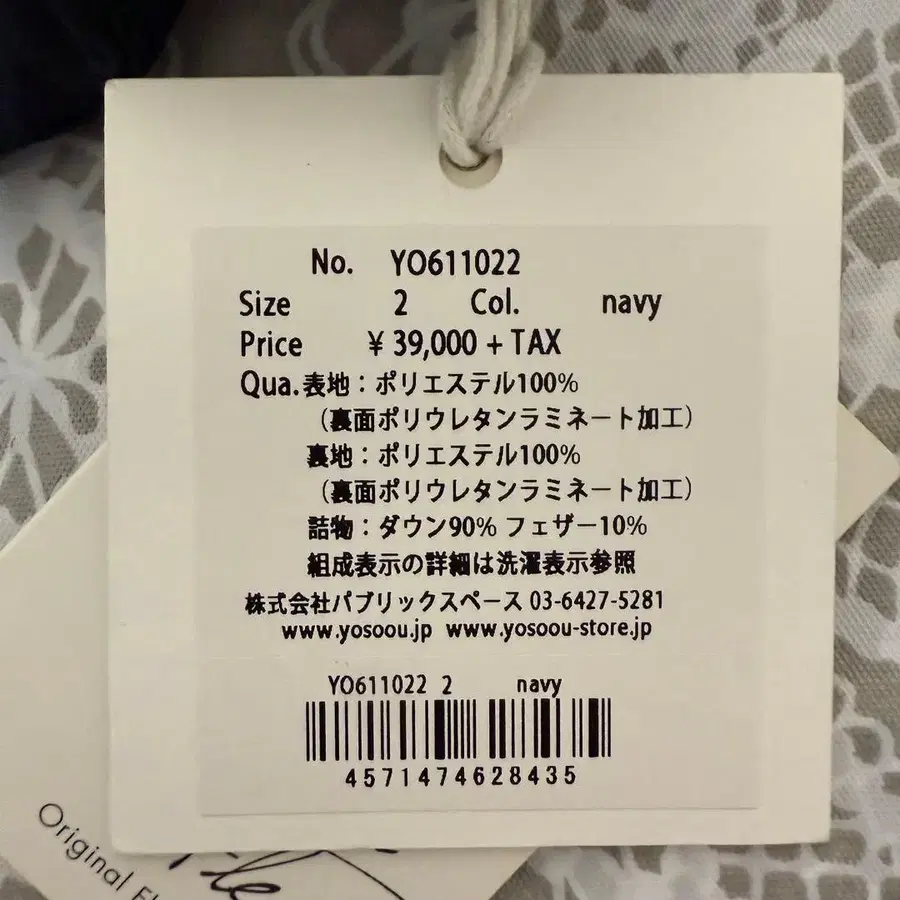 No. YO611022
Size 2 Col. navy
Price ¥ 39,000 + TAX
Qua. 表地：ポリエステル100%
（裏面ポリウレタンラミネート加工）
裏地：ポリエステル100%
（裏面ポリウレタンラミネート加工）
詰物：ダウン90% フェザー10%
組成表示の詳細は洗濯表示参照
株式会社パブリックスペース 03-6427-5281
www.yosoou.jp www.yosoou-store.jp
YO611022 2 navy
4571474628435
Original